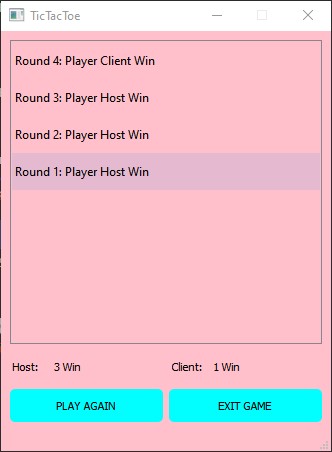 TicTacToe
Round 4: Player Client Win
Round 3: Player Host Win
Round 2: Player Host Win
Round 1: Player Host Win
Host: 3 Win Client: 1 Win
PLAY AGAIN EXIT GAME